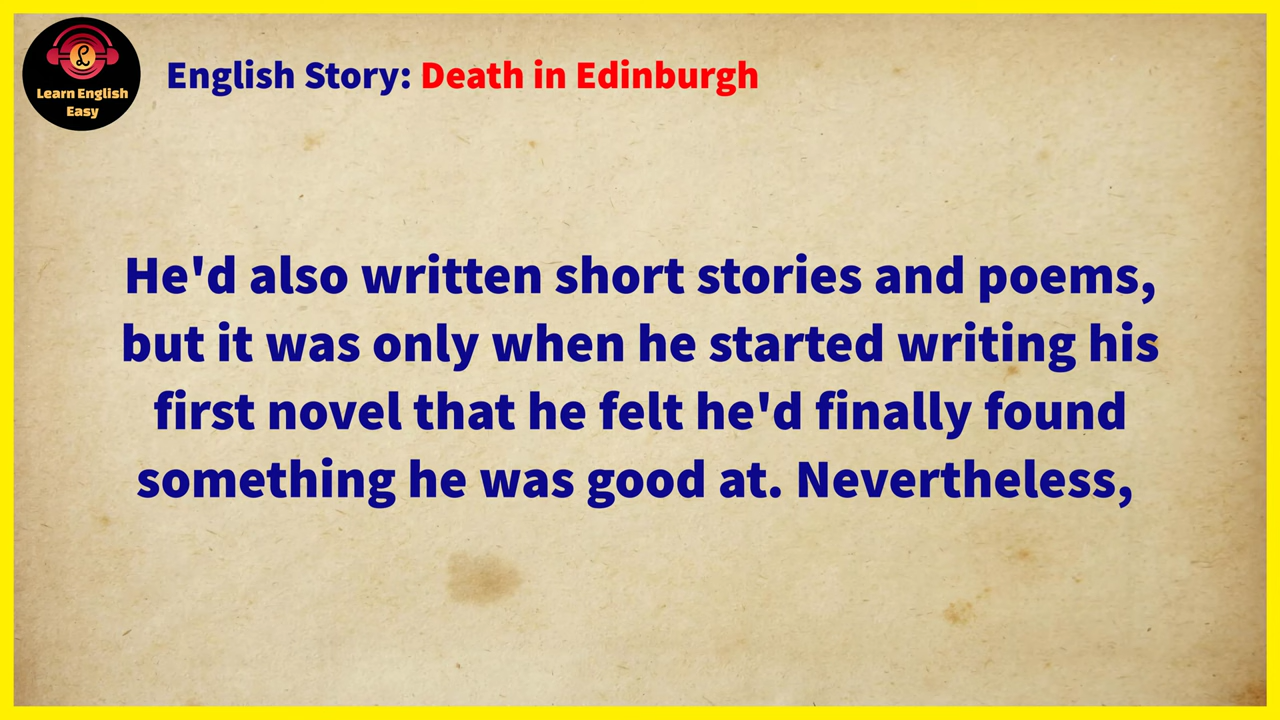 Learn English
Easy
English Story: Death in Edinburgh
He'd also written short stories and poems,
but it was only when he started writing his
first novel that he felt he'd finally found
something he was good at. Nevertheless,